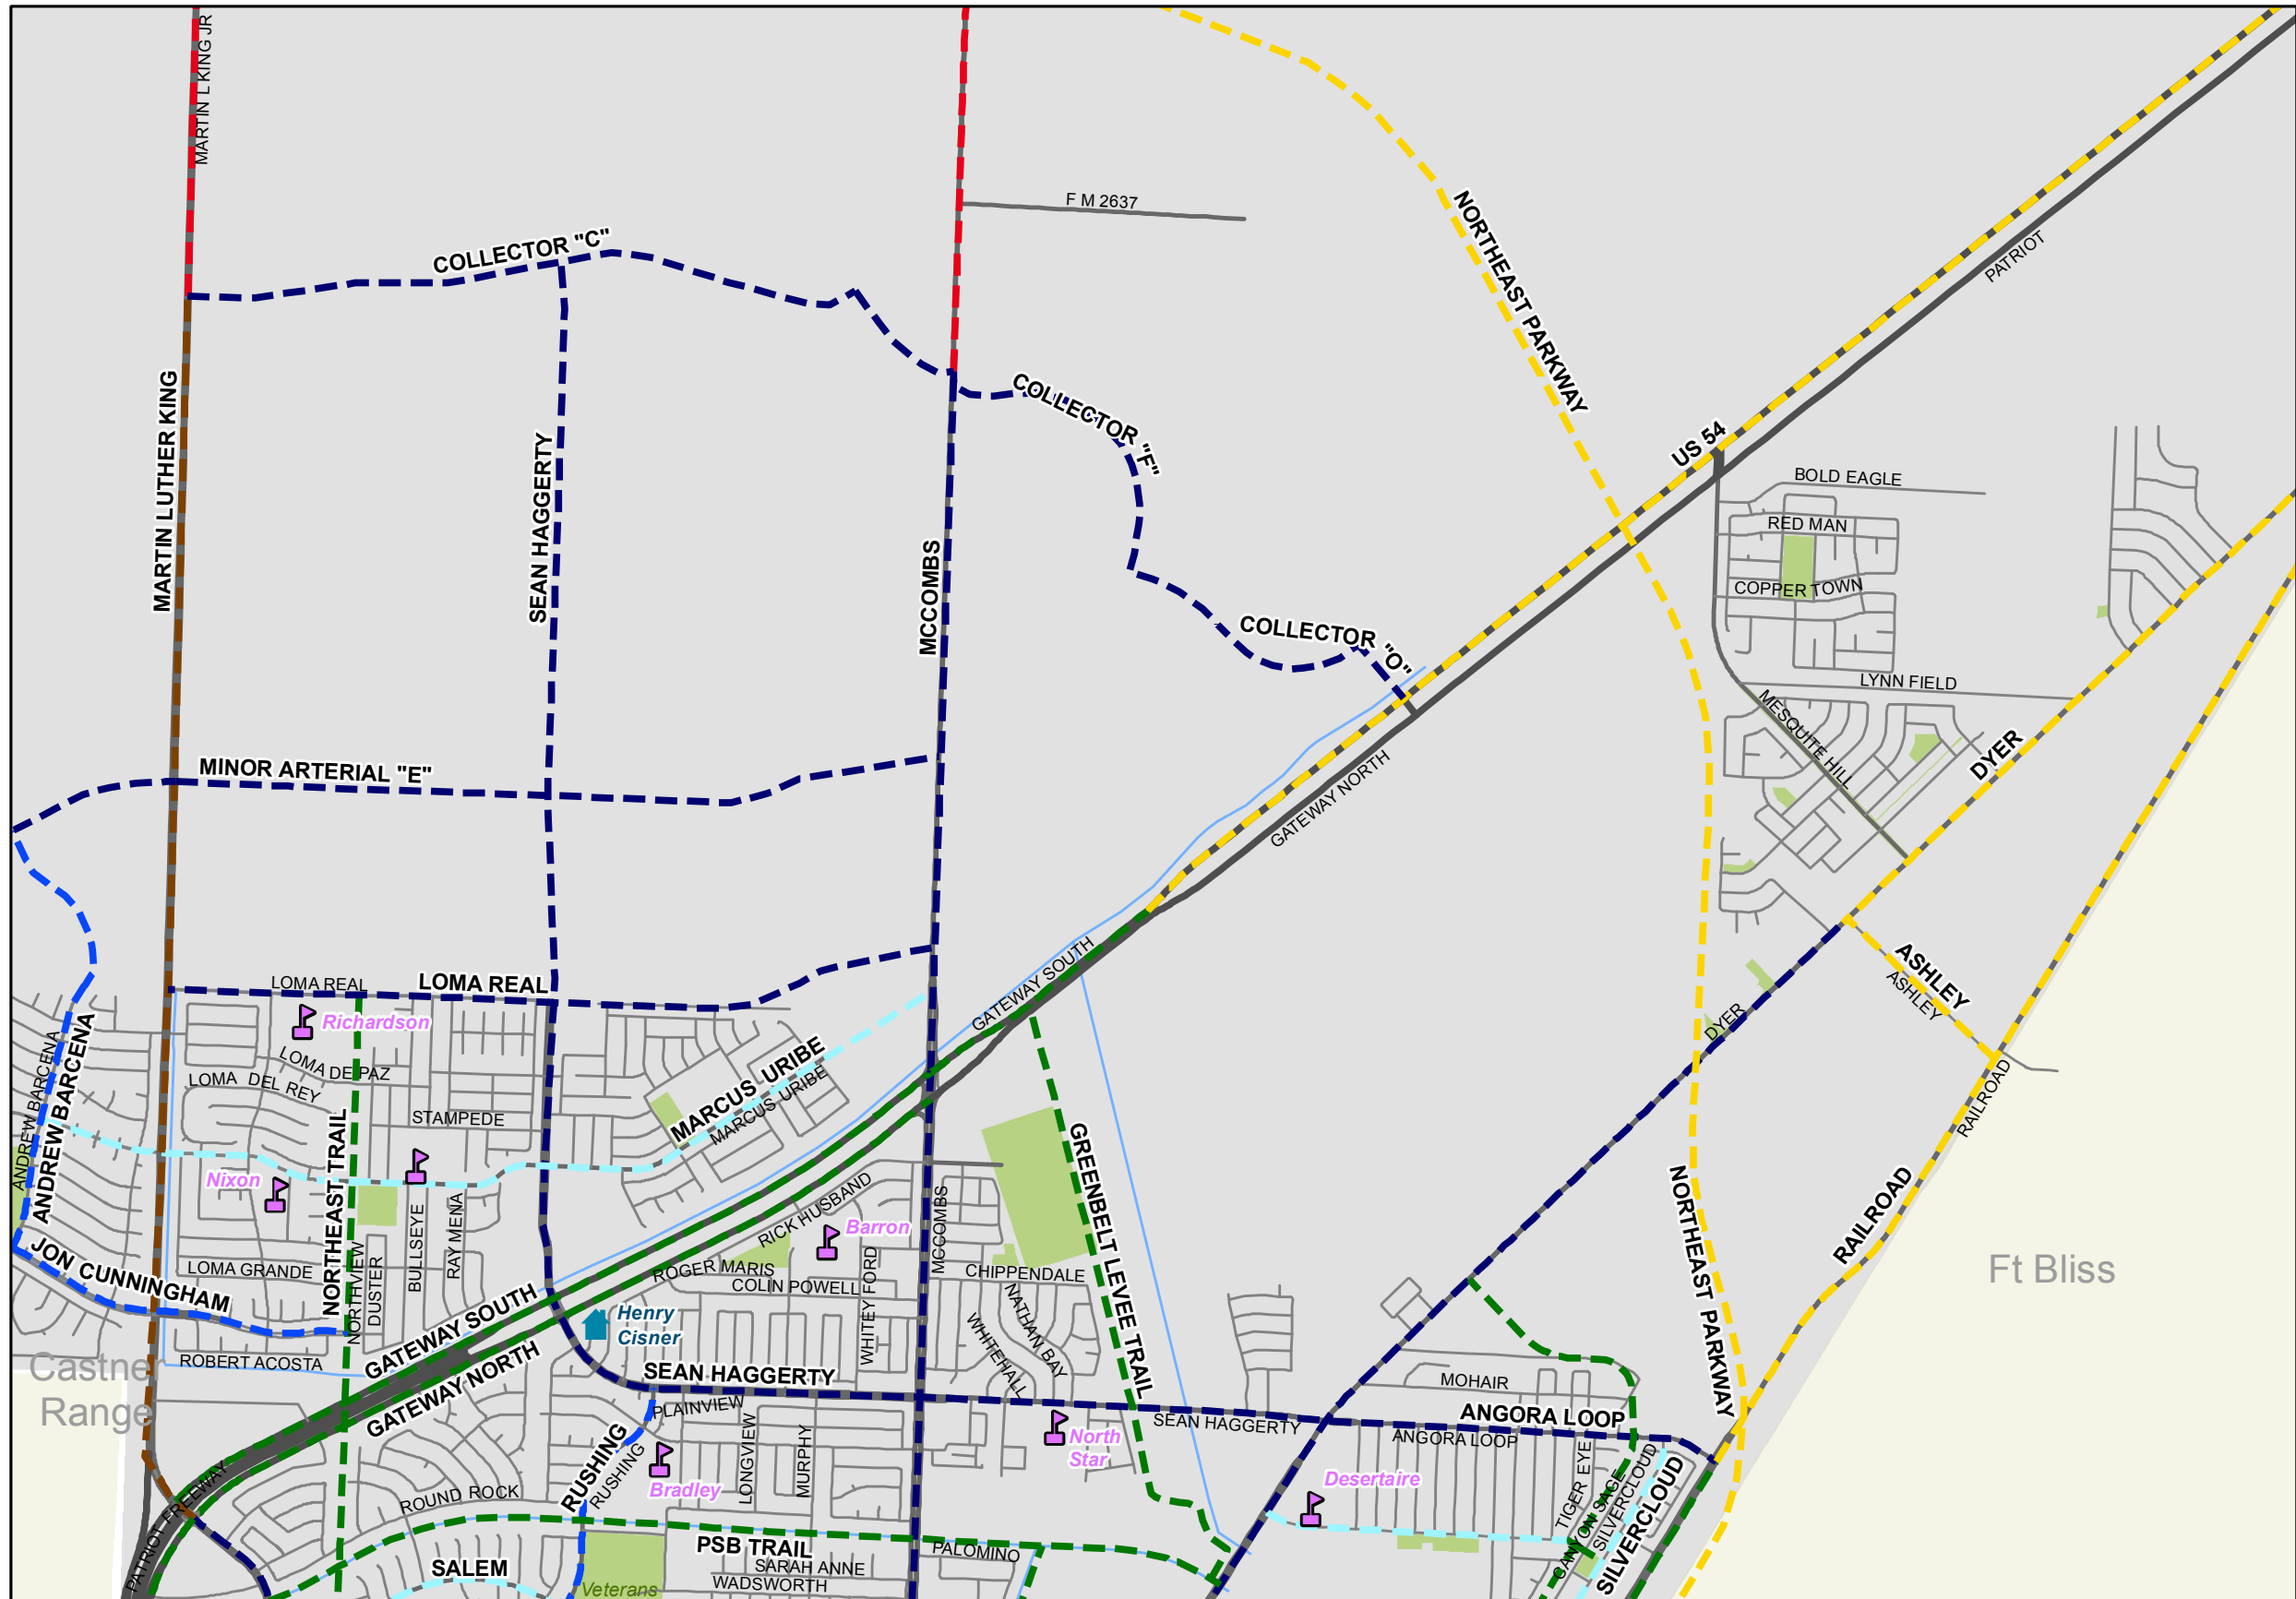 MARTIN L KING JR
F M 2637
COLLECTOR "C"
NORTHEAST PARKWAY
PATRIOT
MARTIN LUTHER KING
SEAN HAGGERTY
MCCOMBS
COLLECTOR "F"
US 54
BOLD EAGLE
RED MAN
COPPER TOWN
COLLECTOR "O"
LYNN FIELD
MESQUITE HILL
DYER
MINOR ARTERIAL "E"
GATEWAY NORTH
LOMA REAL
LOMA REAL
GATEWAY SOUTH
ASHLEY
ASHLEY
DYER
RAILROAD
Richardson
ANDREW BARCENA
ANDREW BARCENA
LOMA DE PAZ
LOMA DEL REY
STAMPEDE
MARCUS URIBE
MARCUS URIBE
NORTHEAST TRAIL
Nixon
GREENBELT LEVEE TRAIL
NORTHEAST PARKWAY
RAILROAD
Ft Bliss
JON CUNNINGHAM
LOMA GRANDE
NORTHVIEW
DUSTER
BULLSEYE
RAY MENA
RICK HUSBAND
Barron
MCCOMBS
ROGER MARIS
COLIN POWELL
WHITEY FORD
CHIPPENDALE
NATHAN BAY
WHITEHALL
GATEWAY SOUTH
GATEWAY NORTH
Henry
Cisner
ROBERT ACOSTA
Castner
Range
SEAN HAGGERTY
PLAINVIEW
SEAN HAGGERTY
MOHAIR
ANGORA LOOP
ANGORA LOOP
North
Star
RUSHING
RUSHING
Bradley
LONGVIEW
MURPHY
Desertaire
TIGER EYE
CANYON SAGE
SILVERCLOUD
SILVERCLOUD
PATRIOT FREEWAY
ROUND ROCK
PSB TRAIL
SARAH ANNE
WADSWORTH
PALOMINO
SALEM
Veterans